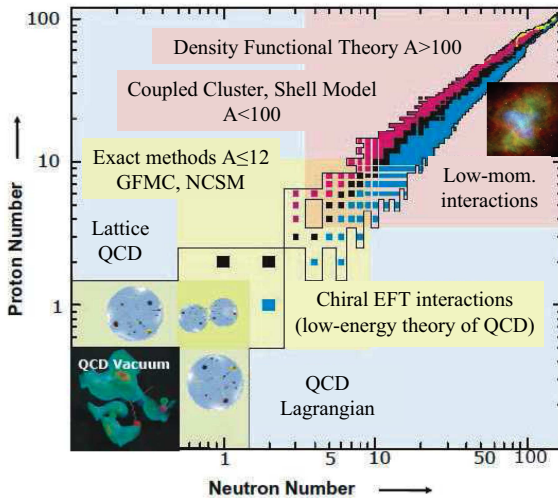 100
10
1
Proton Number
Density Functional Theory A>100
Coupled Cluster, Shell Model
A<100
Exact methods A≤12
GFMC, NCSM
Low-mom.
interactions
Lattice
QCD
Chiral EFT interactions
(low-energy theory of QCD)
QCD Vacuum
QCD
Lagrangian
1
5
10
50
100
Neutron Number